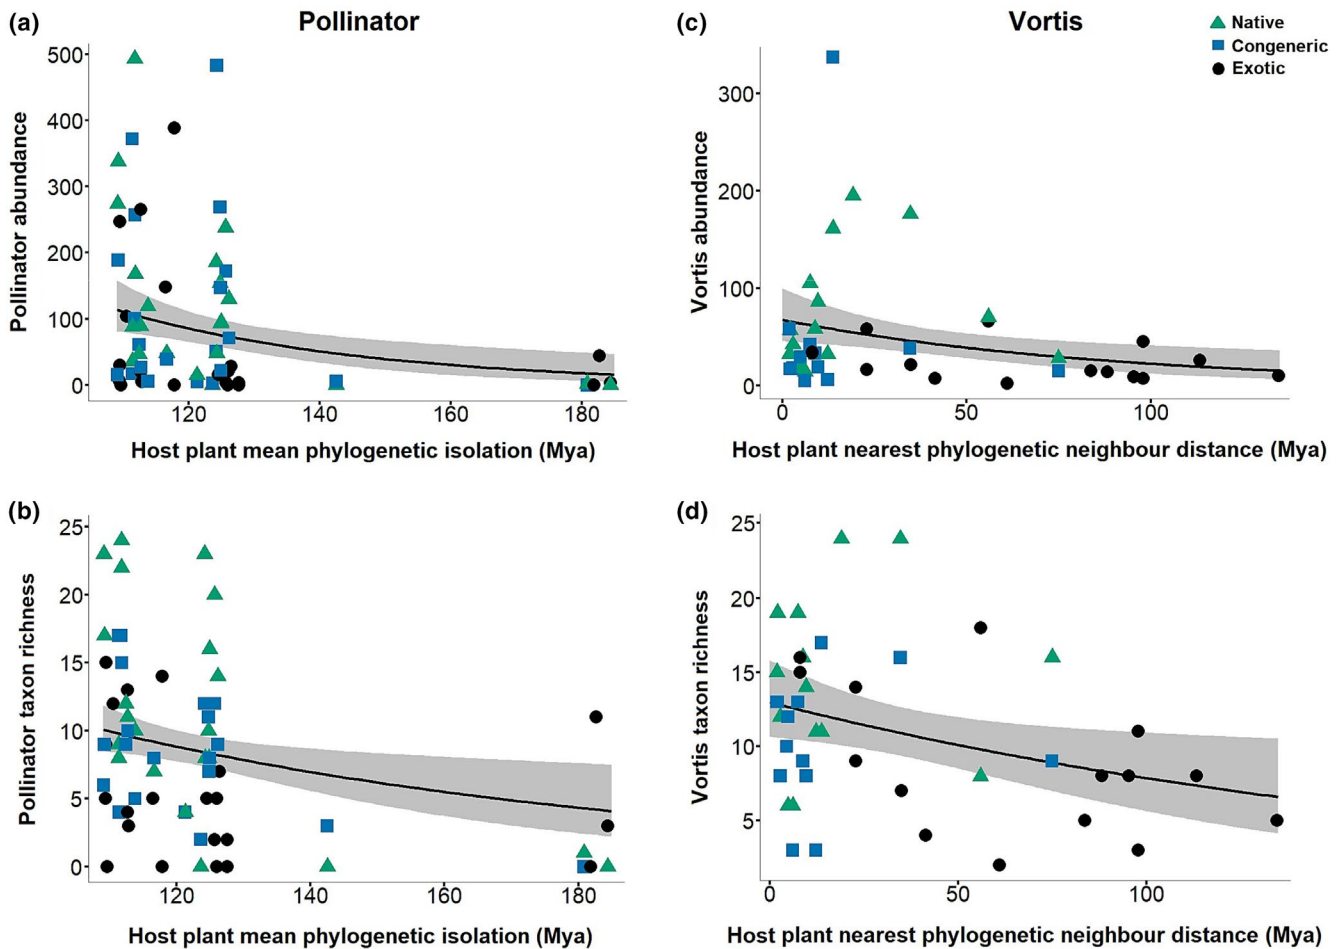 (a)
Pollinator
500
400
300
200
100
0
Pollinator abundance
120
140
160
180
Host plant mean phylogenetic isolation (Mya)
(c)
Vortis
Native
Congeneric
Exotic
300
200
100
0
Vortis abundance
0
50
100
Host plant nearest phylogenetic neighbour distance (Mya)
(b)
25
20
15
10
5
0
Pollinator taxon richness
120
140
160
180
Host plant mean phylogenetic isolation (Mya)
(d)
25
20
15
10
5
Vortis taxon richness
0
50
100
Host plant nearest phylogenetic neighbour distance (Mya)